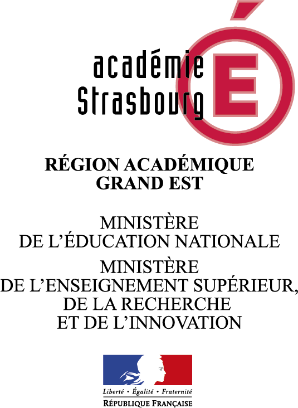 académie
Strasbourg
É
RÉGION ACADÉMIQUE
GRAND EST
MINISTÈRE
DE L’ÉDUCATION NATIONALE
MINISTÈRE
DE L’ENSEIGNEMENT SUPÉRIEUR,
DE LA RECHERCHE
ET DE L’INNOVATION
Liberté • Égalité • Fraternité
RÉPUBLIQUE FRANÇAISE